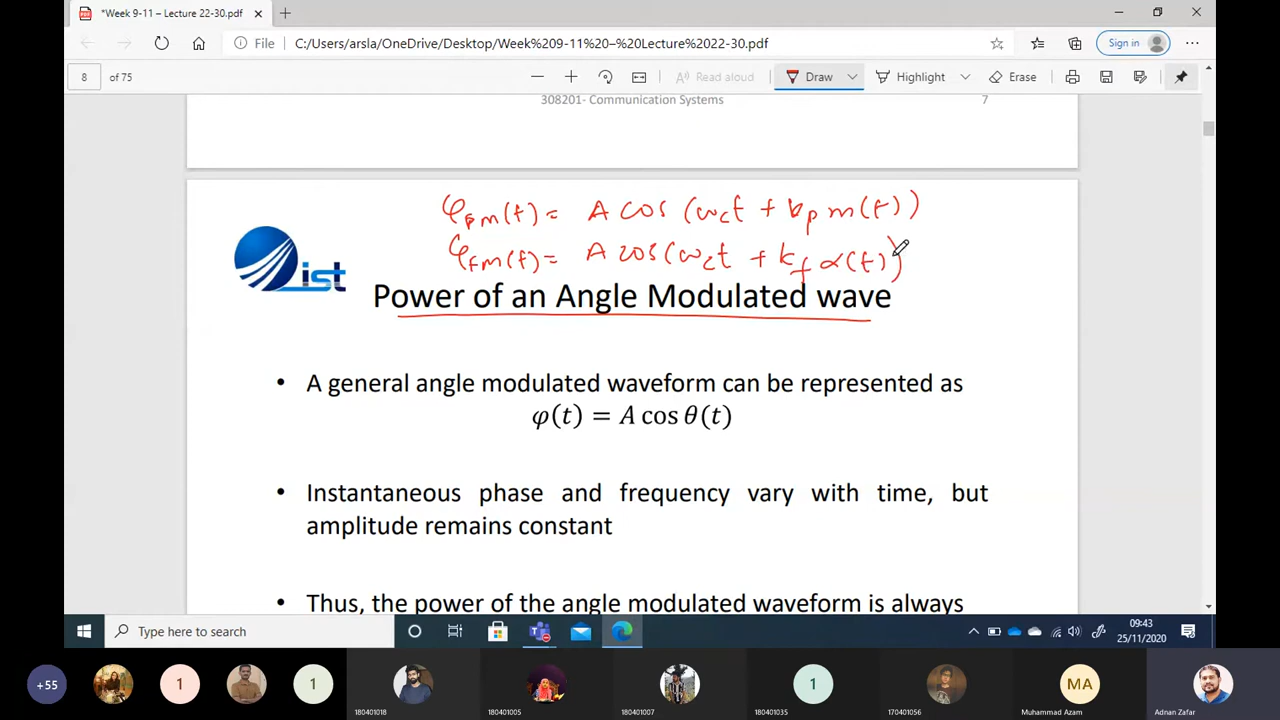 *Week 9-11 – Lecture 22-30.pdf
File C:/Users/arsla/OneDrive/Desktop/Week%209-11%20–%20Lecture%2022-30.pdf Sign in
8 of 75 Read aloud Draw Highlight Erase
308201- Communication Systems 7
φPM(t) = A cos (ωct + kp m(t))
φFM(t) = A cos(ωct + kf α(t))
ist
Power of an Angle Modulated wave
• A general angle modulated waveform can be represented as
φ(t) = A cos θ(t)
• Instantaneous phase and frequency vary with time, but
amplitude remains constant
• Thus, the power of the angle modulated waveform is always
Type here to search
09:43
25/11/2020
+55 1 1 1 MA
180401018 180401005 180401007 180401035 170401056 Muhammad Azam Adnan Zafar